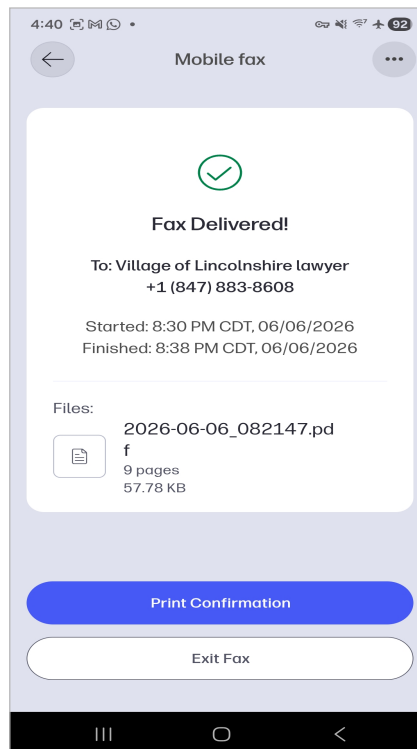 4:40
92
Mobile fax
Fax Delivered!
To: Village of Lincolnshire lawyer
+1 (847) 883-8608
Started: 8:30 PM CDT, 06/06/2026
Finished: 8:38 PM CDT, 06/06/2026
Files:
2026-06-06_082147.pd
f
9 pages
57.78 KB
Print Confirmation
Exit Fax